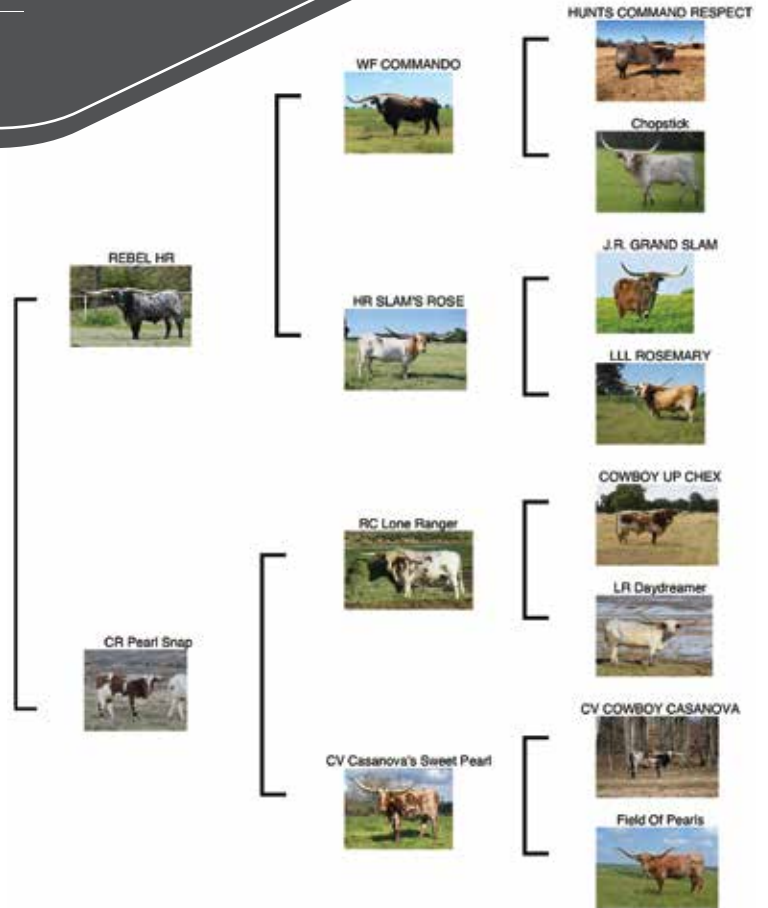 HUNTS COMMAND RESPECT
WF COMMANDO
Chopstick
REBEL HR
J.R. GRAND SLAM
HR SLAM'S ROSE
LLL ROSEMARY
COWBOY UP CHEX
RC Lone Ranger
LR Daydreamer
CR Pearl Snap
CV COWBOY CASANOVA
CV Casanova's Sweet Pearl
Field Of Pearls